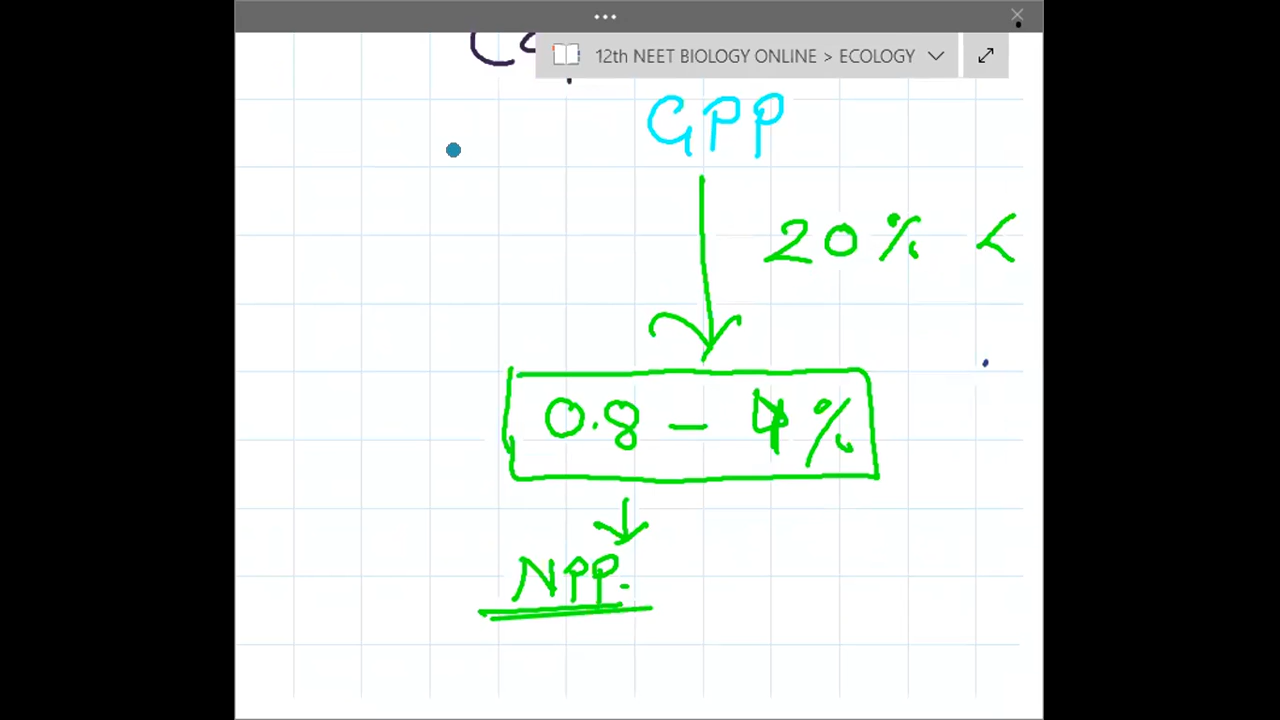 12th NEET BIOLOGY ONLINE > ECOLOGY
GPP
20% <
0.8 – 4%
NPP.